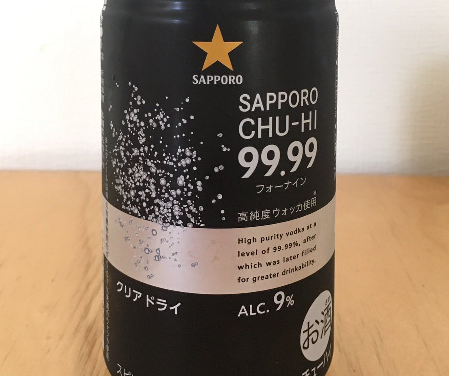 SAPPORO
SAPPORO
CHU-HI
99.99
フォーナイン
高純度ウォッカ使用
High purity vodka at a
level of 99.99%, after
which was later filled
for greater drinkability.
クリアドライ
ALC. 9%
お酒